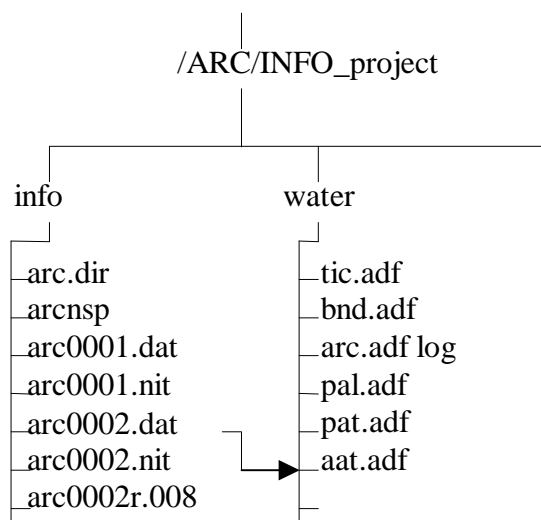 /ARC/INFO_project
info
water
arc.dir
arcnsp
arc0001.dat
arc0001.nit
arc0002.dat
arc0002.nit
arc0002r.008
tic.adf
bnd.adf
arc.adf log
pal.adf
pat.adf
aat.adf